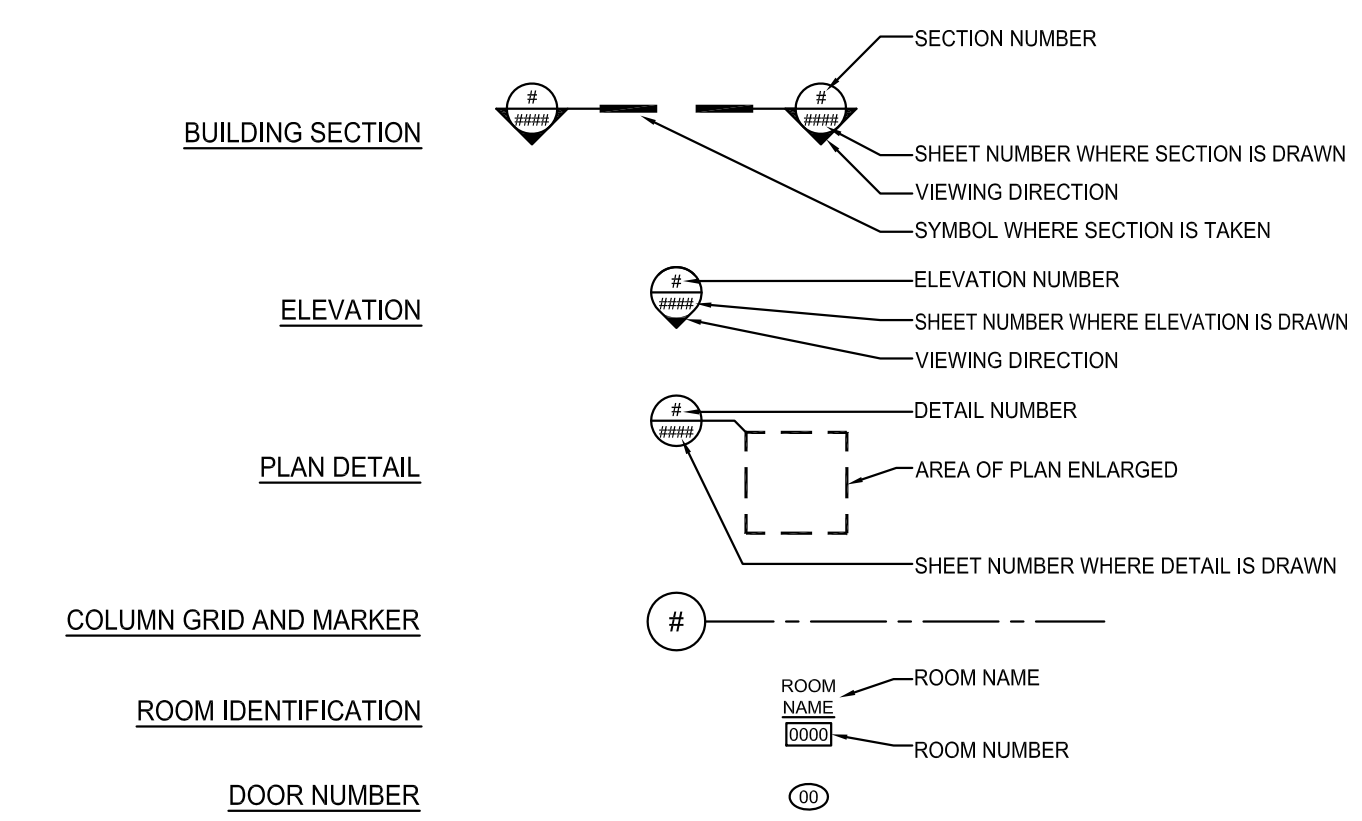 SECTION NUMBER
# #
BUILDING SECTION
#### ####
SHEET NUMBER WHERE SECTION IS DRAWN
VIEWING DIRECTION
SYMBOL WHERE SECTION IS TAKEN
ELEVATION
#
ELEVATION NUMBER
####
SHEET NUMBER WHERE ELEVATION IS DRAWN
VIEWING DIRECTION
PLAN DETAIL
#
DETAIL NUMBER
####
AREA OF PLAN ENLARGED
SHEET NUMBER WHERE DETAIL IS DRAWN
COLUMN GRID AND MARKER
#
ROOM IDENTIFICATION
ROOM
NAME
0000
ROOM NAME
ROOM NUMBER
DOOR NUMBER
00